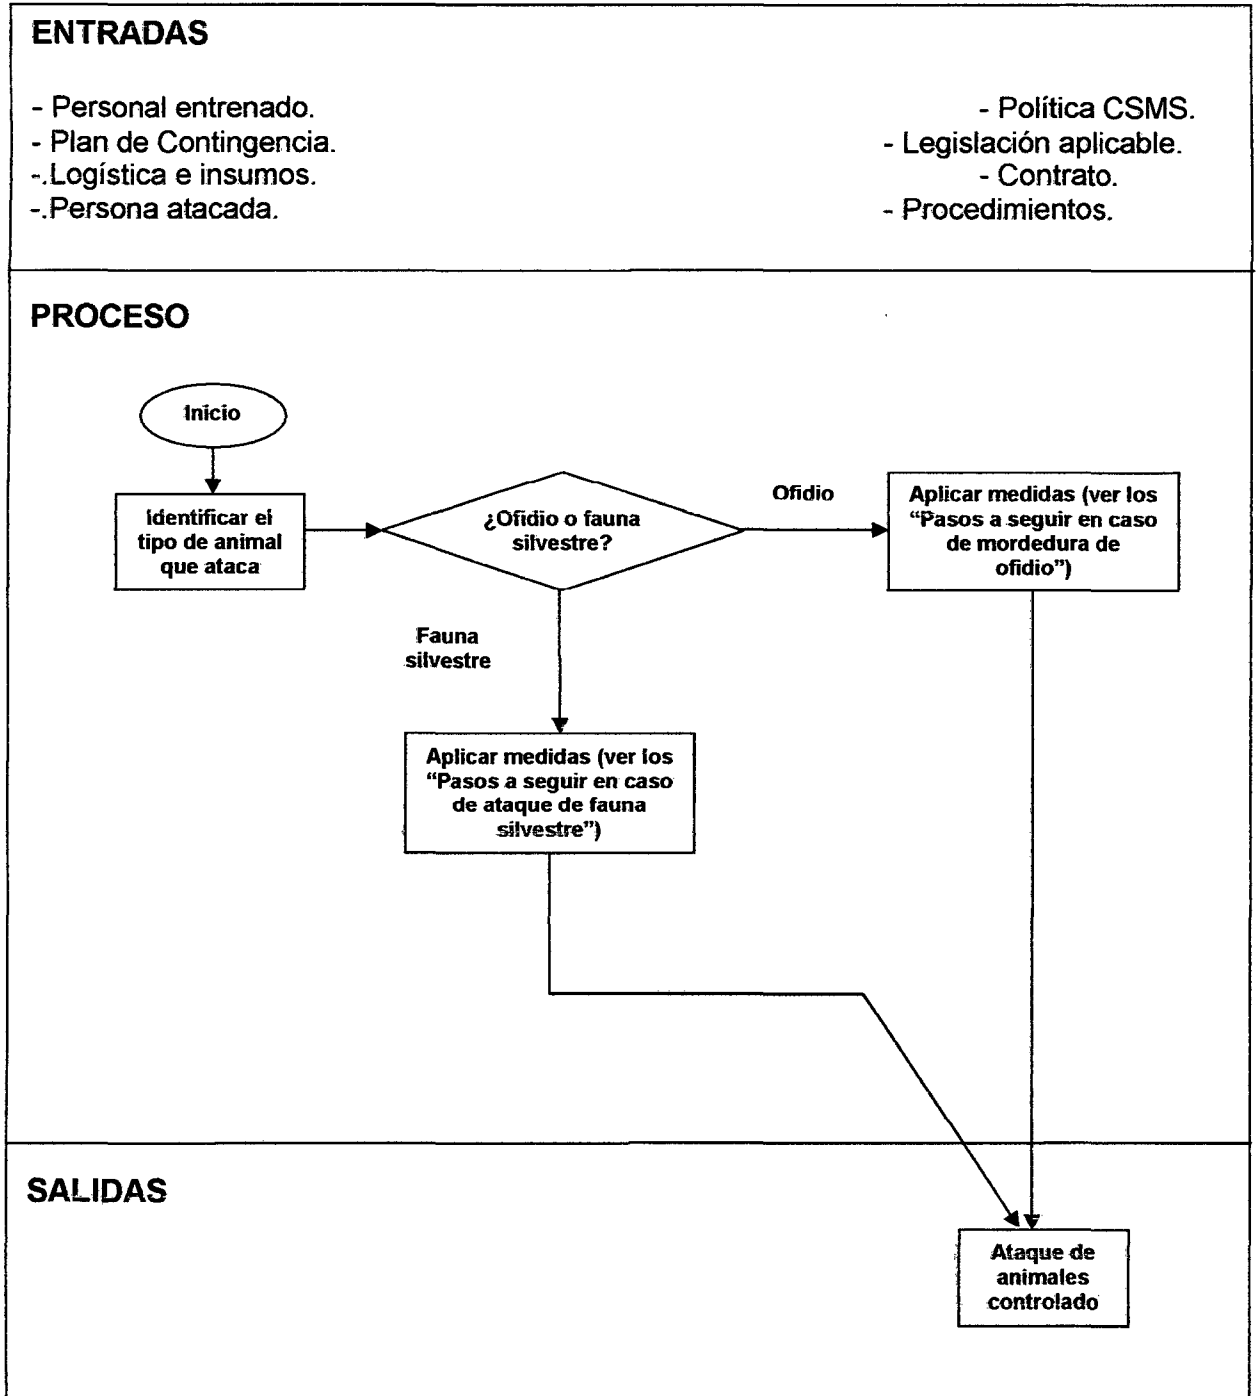 ENTRADAS
- Personal entrenado.
- Plan de Contingencia.
-.Logística e insumos.
-.Persona atacada.
- Política CSMS.
- Legislación aplicable.
- Contrato.
- Procedimientos.
PROCESO
Inicio
Identificar el
tipo de animal
que ataca
¿Ofidio o fauna
silvestre?
Ofidio
Aplicar medidas (ver los
“Pasos a seguir en caso
de mordedura de
ofidio”)
Fauna
silvestre
Aplicar medidas (ver los
“Pasos a seguir en caso
de ataque de fauna
silvestre”)
SALIDAS
Ataque de
animales
controlado